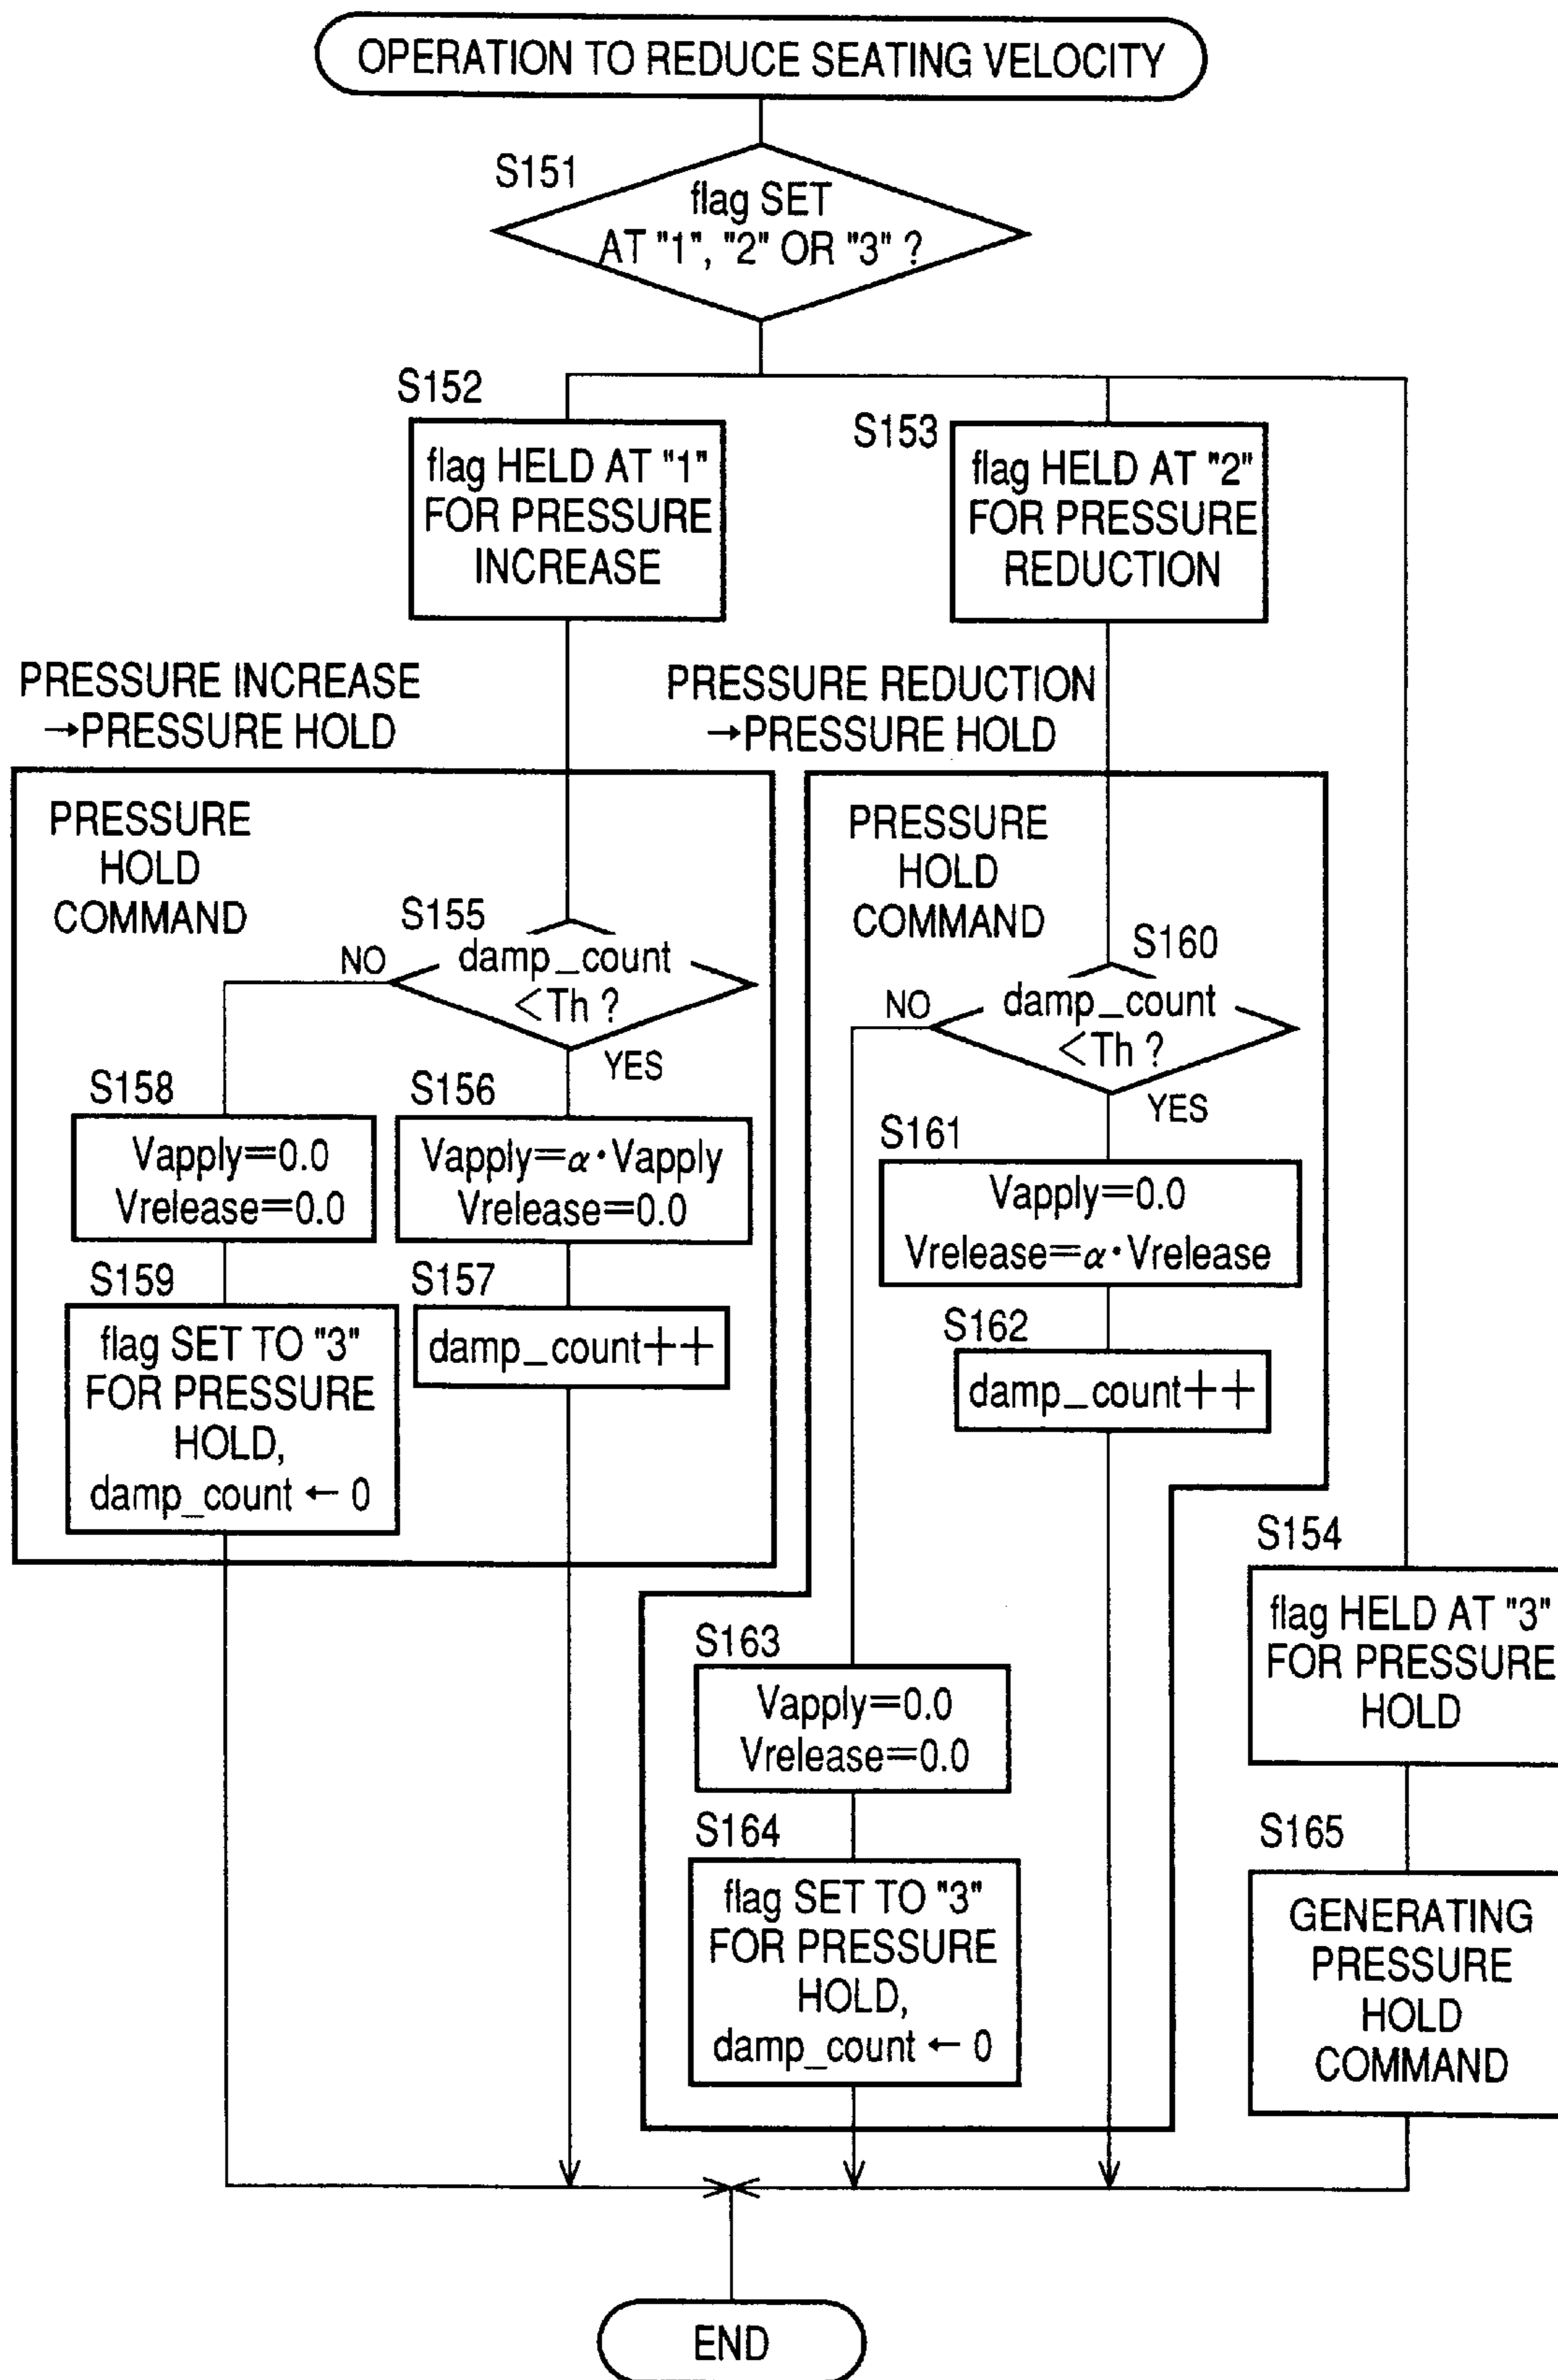 OPERATION TO REDUCE SEATING VELOCITY
S151
flag SET
AT "1", "2" OR "3" ?
S152
flag HELD AT "1"
FOR PRESSURE
INCREASE
S153
flag HELD AT "2"
FOR PRESSURE
REDUCTION
PRESSURE INCREASE
→PRESSURE HOLD
PRESSURE REDUCTION
→PRESSURE HOLD
PRESSURE
HOLD
COMMAND
S155
damp_count
<Th ?
NO
YES
S158
Vapply=0.0
Vrelease=0.0
S156
Vapply=α·Vapply
Vrelease=0.0
S159
flag SET TO "3"
FOR PRESSURE
HOLD,
damp_count ← 0
S157
damp_count++
PRESSURE
HOLD
COMMAND
S160
damp_count
<Th ?
NO
YES
S161
Vapply=0.0
Vrelease=α·Vrelease
S162
damp_count++
S163
Vapply=0.0
Vrelease=0.0
S164
flag SET TO "3"
FOR PRESSURE
HOLD,
damp_count ← 0
S154
flag HELD AT "3"
FOR PRESSURE
HOLD
S165
GENERATING
PRESSURE
HOLD
COMMAND
END